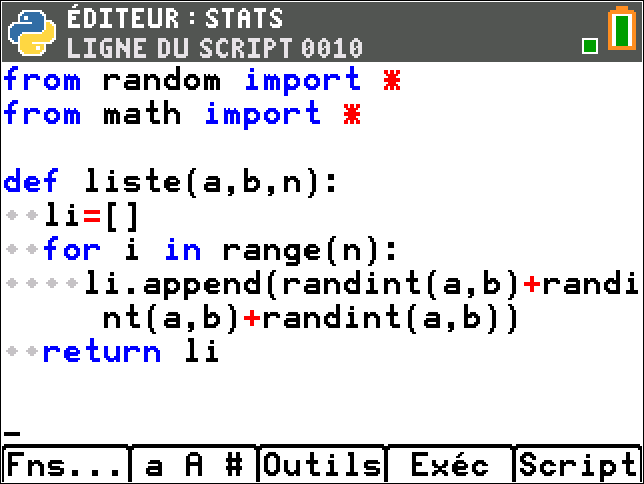 ÉDITEUR : STATS
LIGNE DU SCRIPT 0010
from random import *
from math import *
def liste(a,b,n):
◆◆li=[]
◆◆for i in range(n):
◆◆◆◆li.append(randint(a,b)+randi
nt(a,b)+randint(a,b))
◆◆return li
_
Fns... a A # Outils Exéc Script